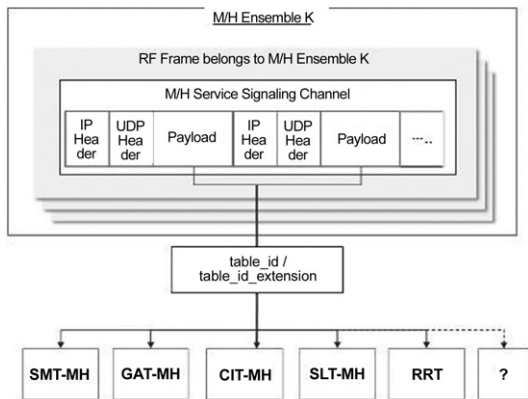 M/H Ensemble K
RF Frame belongs to M/H Ensemble K
M/H Service Signaling Channel
IP
Hea
der
UDP
Hea
der
Payload
IP
Hea
der
UDP
Hea
der
Payload
.....
table_id /
table_id_extension
SMT-MH
GAT-MH
CIT-MH
SLT-MH
RRT
?